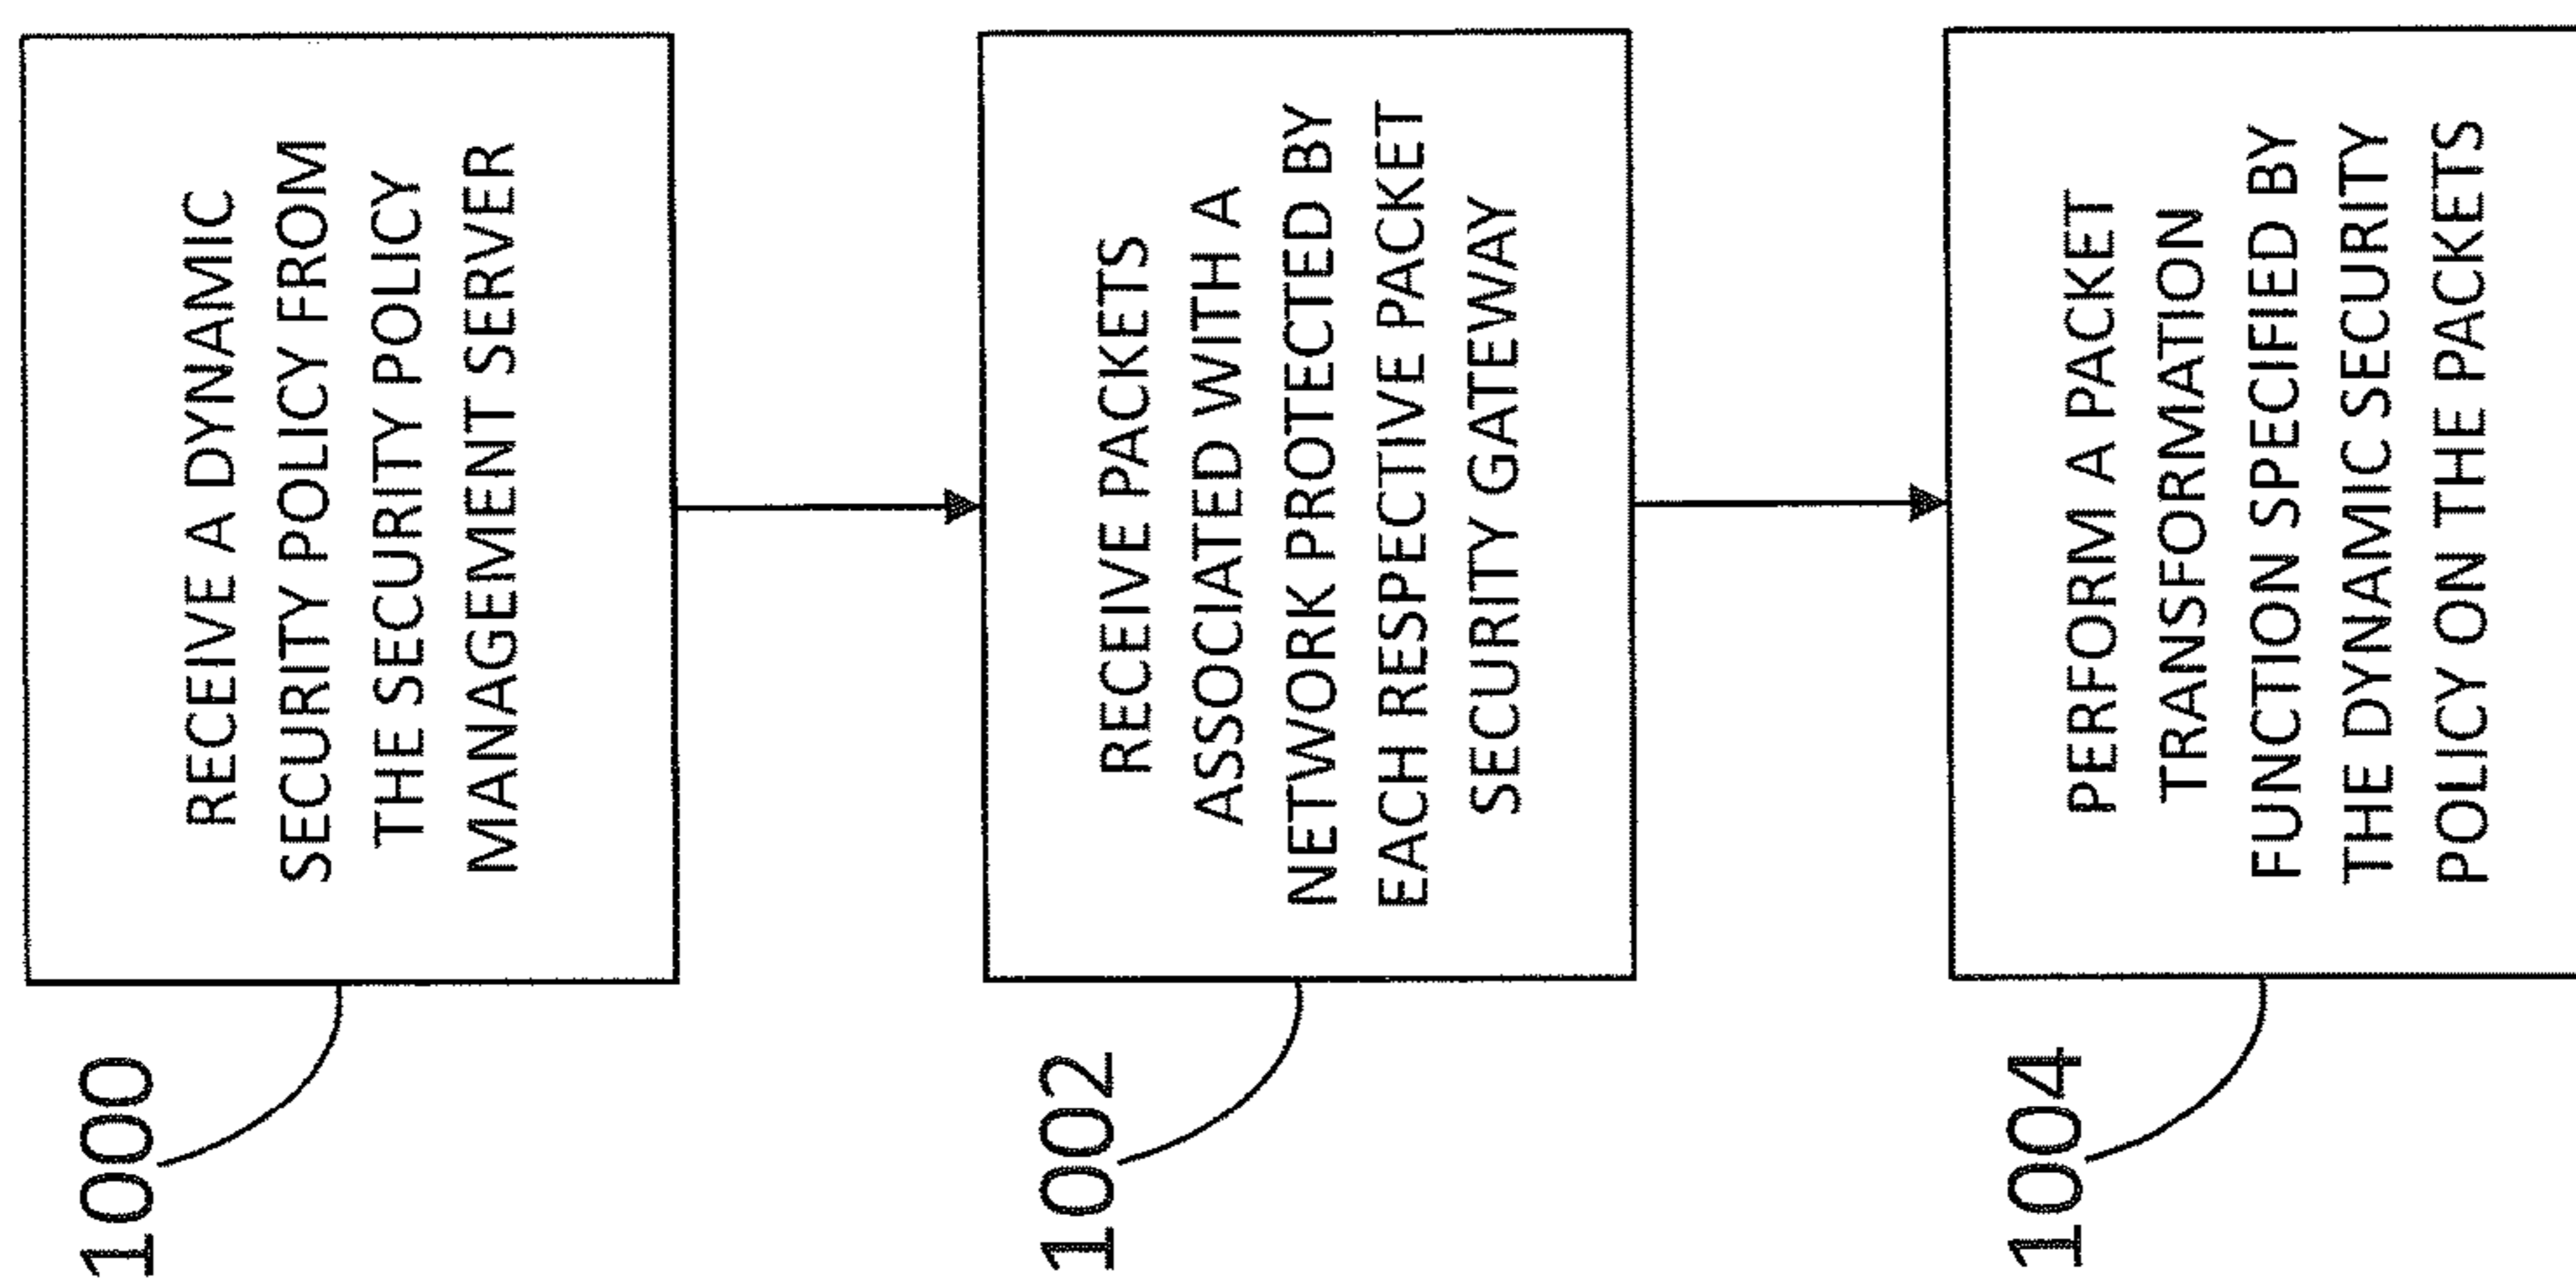 1000
RECEIVE A DYNAMIC
SECURITY POLICY FROM
THE SECURITY POLICY
MANAGEMENT SERVER
1002
RECEIVE PACKETS
ASSOCIATED WITH A
NETWORK PROTECTED BY
EACH RESPECTIVE PACKET
SECURITY GATEWAY
1004
PERFORM A PACKET
TRANSFORMATION
FUNCTION SPECIFIED BY
THE DYNAMIC SECURITY
POLICY ON THE PACKETS